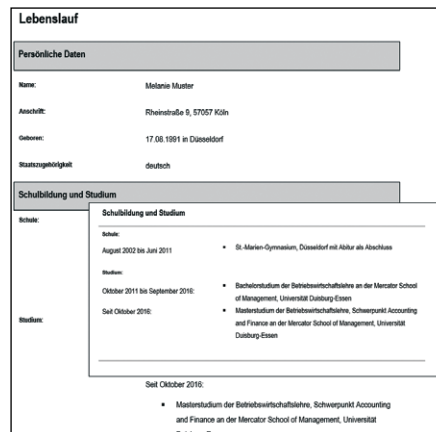 Lebenslauf
Persönliche Daten
Name: Melanie Muster
Anschrift: Rheinstraße 9, 57057 Köln
Geboren: 17.08.1991 in Düsseldorf
Staatszugehörigkeit deutsch
Schulbildung und Studium
Schule:
Studium:
Schulbildung und Studium
Schule:
August 2002 bis Juni 2011 ▪ St.-Marien-Gymnasium, Düsseldorf mit Abitur als Abschluss
Studium:
Oktober 2011 bis September 2016: ▪ Bachelorstudium der Betriebswirtschaftslehre an der Mercator School
of Management, Universität Duisburg-Essen
Seit Oktober 2016: ▪ Masterstudium der Betriebswirtschaftslehre, Schwerpunkt Accounting
and Finance an der Mercator School of Management, Universität
Duisburg-Essen
Seit Oktober 2016:
▪ Masterstudium der Betriebswirtschaftslehre, Schwerpunkt Accounting
and Finance an der Mercator School of Management, Universität